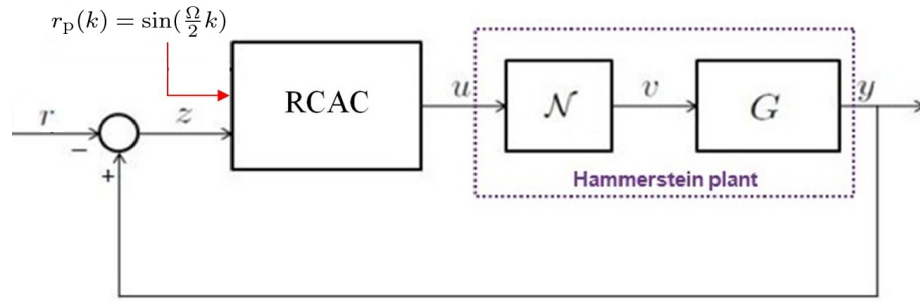 r_p(k) = sin(Ω/2 k)
RCAC
u
𝒩
v
G
y
r
z
−
+
Hammerstein plant